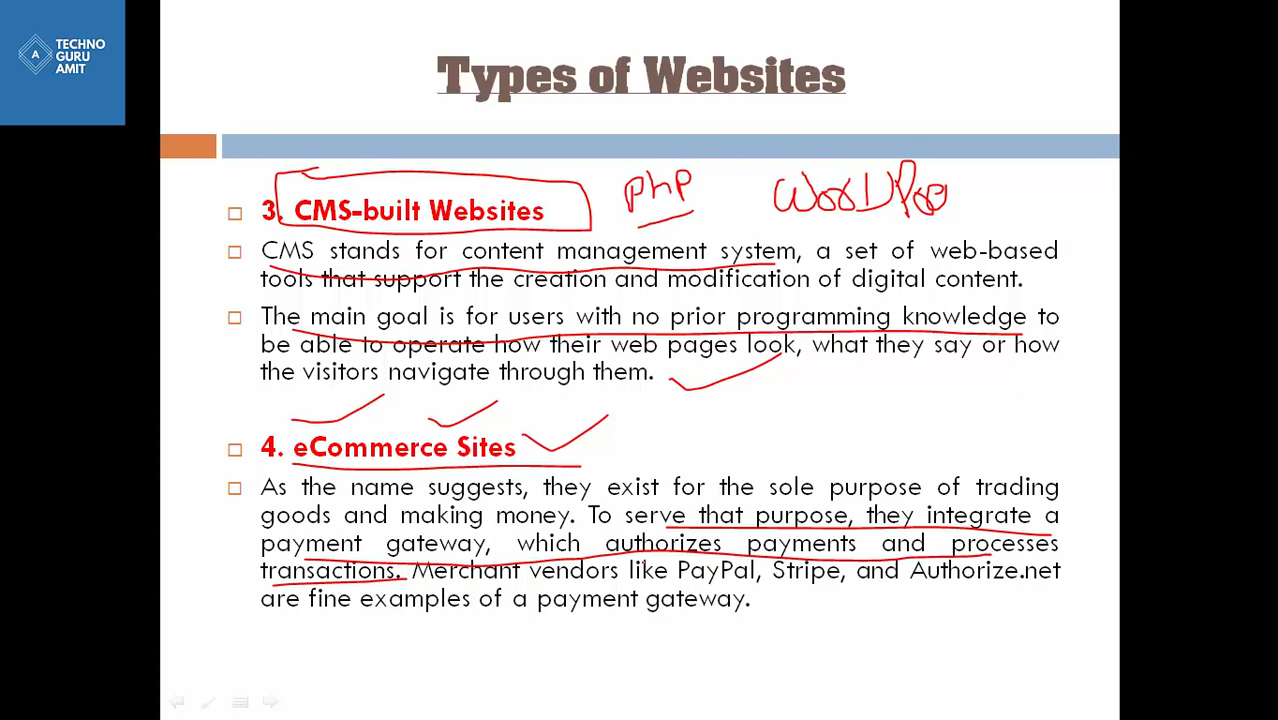 TECHNO
GURU
AMIT
A
Types of Websites
PHP
3. CMS-built Websites
CMS stands for content management system, a set of web-based
tools that support the creation and modification of digital content.
The main goal is for users with no prior programming knowledge to
be able to operate how their web pages look, what they say or how
the visitors navigate through them.
4. eCommerce Sites
As the name suggests, they exist for the sole purpose of trading
goods and making money. To serve that purpose, they integrate a
payment gateway, which authorizes payments and processes
transactions. Merchant vendors like PayPal, Stripe, and Authorize.net
are fine examples of a payment gateway.